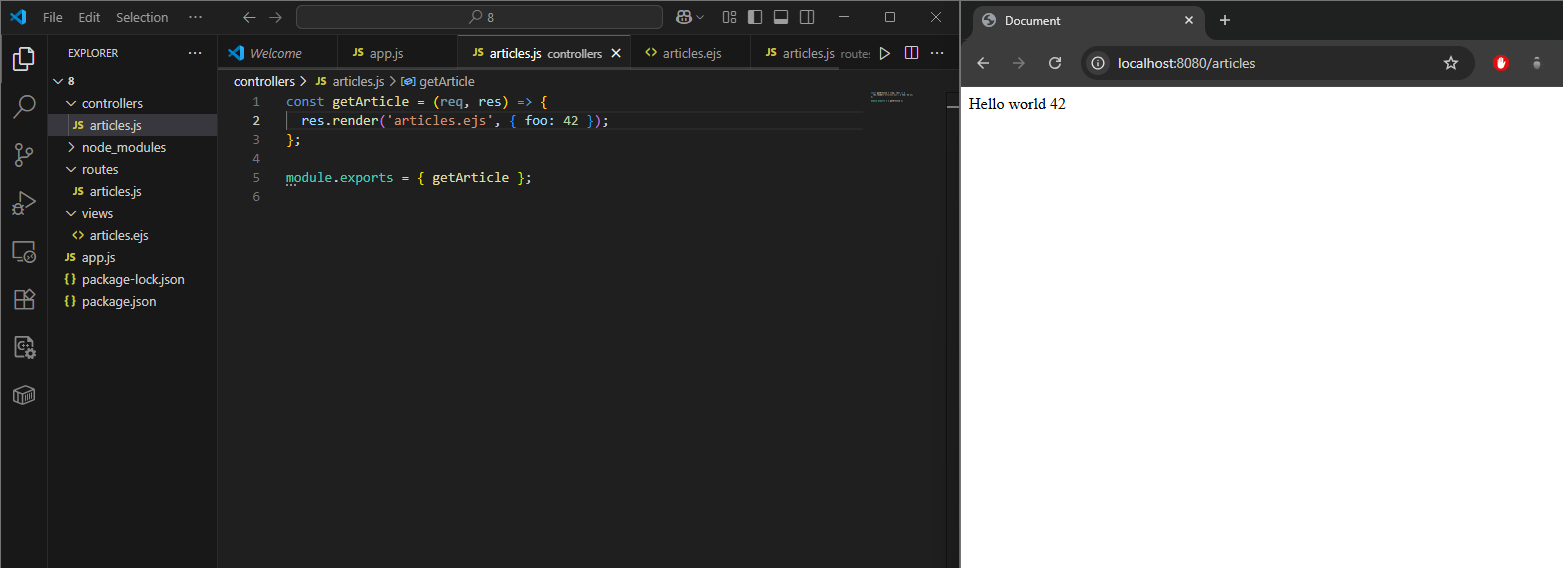 File Edit Selection ··· 8
EXPLORER ···
8
controllers
JS articles.js
node_modules
routes
JS articles.js
views
<> articles.ejs
JS app.js
{} package-lock.json
{} package.json
Welcome JS app.js JS articles.js controllers <> articles.ejs JS articles.js routes ···
controllers > JS articles.js > getArticle
1 const getArticle = (req, res) => {
2 res.render('articles.ejs', { foo: 42 });
3 };
4
5 module.exports = { getArticle };
6
Document
localhost:8080/articles
Hello world 42